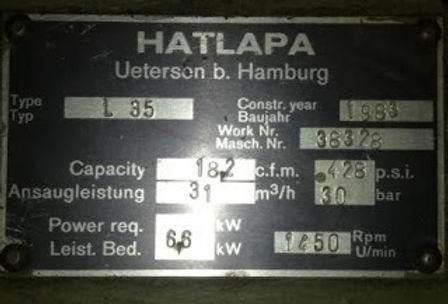 HATLAPA
Uetersen b. Hamburg
Type Typ L 35 Constr. year Baujahr 1983
Work Nr. Masch. Nr. 38328
Capacity 18,2 c.f.m. 428 p.s.i.
Ansaugleistung 31 m³/h 30 bar
Power req. kW
Leist. Bed. 6,6 kW 1450 Rpm U/min